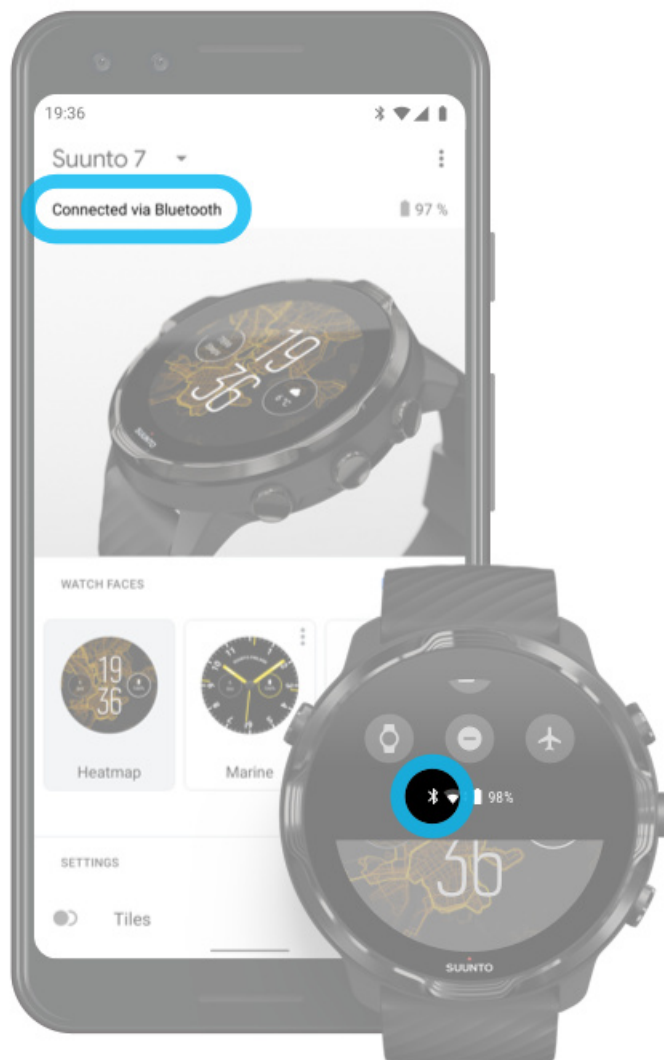 19:36
Suunto 7
Connected via Bluetooth
97 %
19
36
SUUNTO
WATCH FACES
19
36
Heatmap
Marine
98%
36
SUUNTO
SETTINGS
Tiles